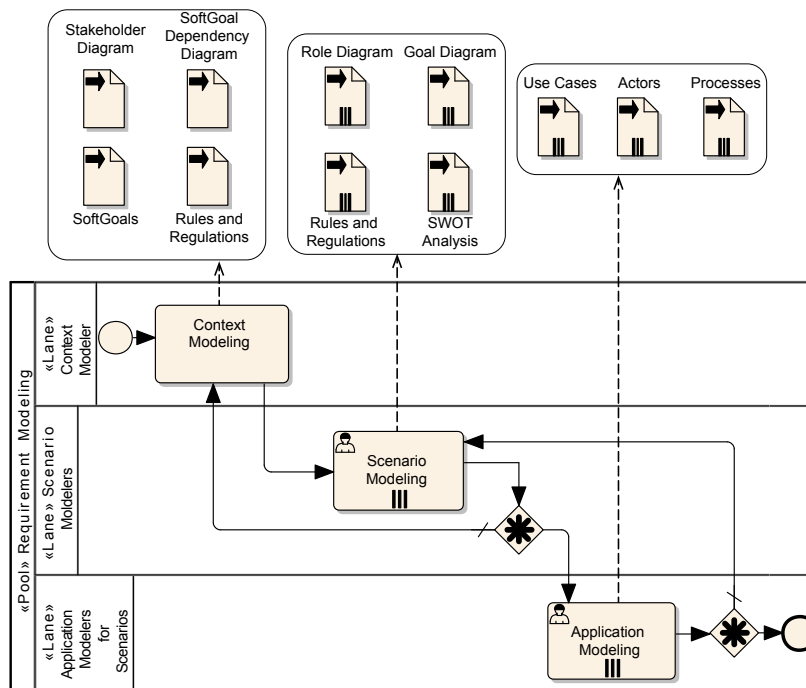 Stakeholder
Diagram
SoftGoal
Dependency
Diagram
SoftGoals
Rules and
Regulations
Role Diagram
Goal Diagram
Rules and
Regulations
SWOT
Analysis
Use Cases
Actors
Processes
«Pool» Requirement Modeling
«Lane»
Context
Modeler
Context
Modeling
«Lane» Scenario
Moldelers
Scenario
Modeling
«Lane»
Application
Modelers
for
Scenarios
Application
Modeling